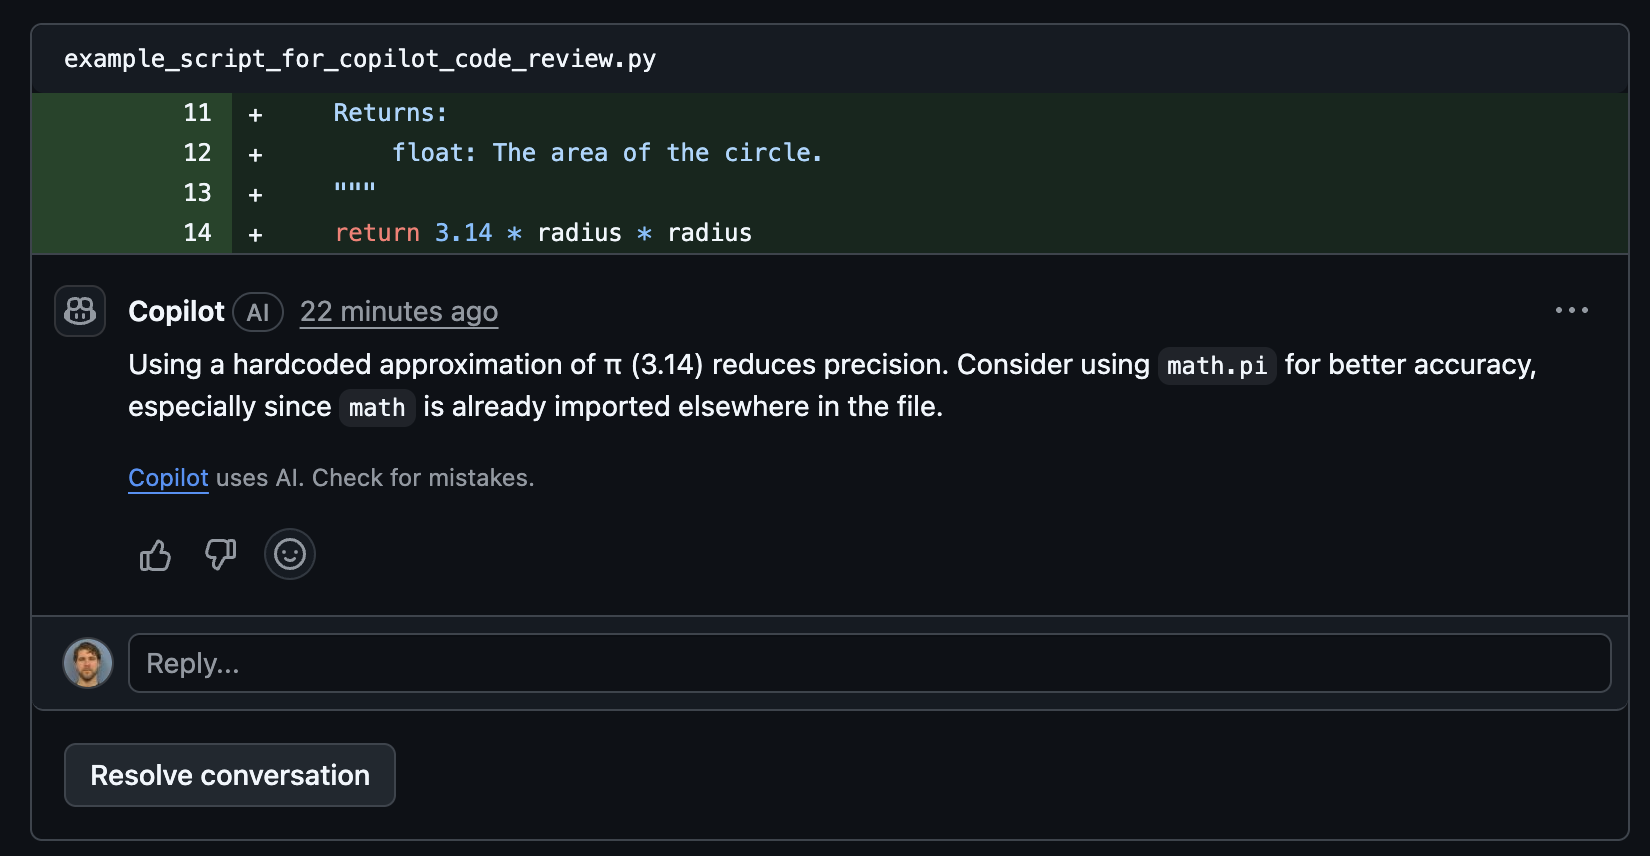 example_script_for_copilot_code_review.py
11 + Returns:
12 + float: The area of the circle.
13 + """
14 + return 3.14 * radius * radius
Copilot AI 22 minutes ago
Using a hardcoded approximation of π (3.14) reduces precision. Consider using math.pi for better accuracy,
especially since math is already imported elsewhere in the file.
Copilot uses AI. Check for mistakes.
Reply...
Resolve conversation